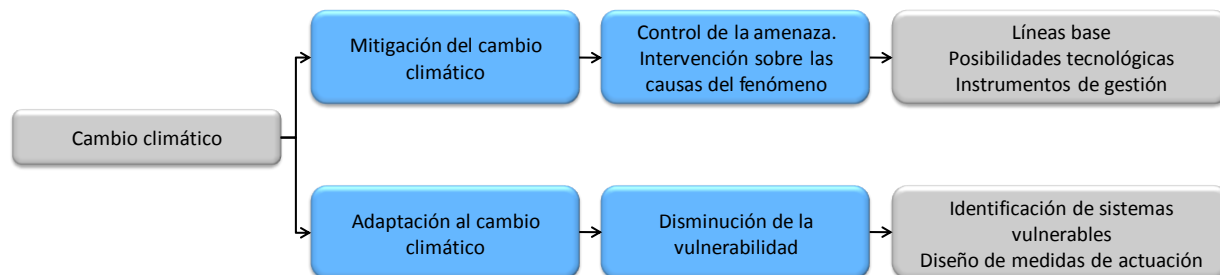 Cambio climático
Mitigación del cambio
climático
Control de la amenaza.
Intervención sobre las
causas del fenómeno
Líneas base
Posibilidades tecnológicas
Instrumentos de gestión
Adaptación al cambio
climático
Disminución de la
vulnerabilidad
Identificación de sistemas
vulnerables
Diseño de medidas de actuación